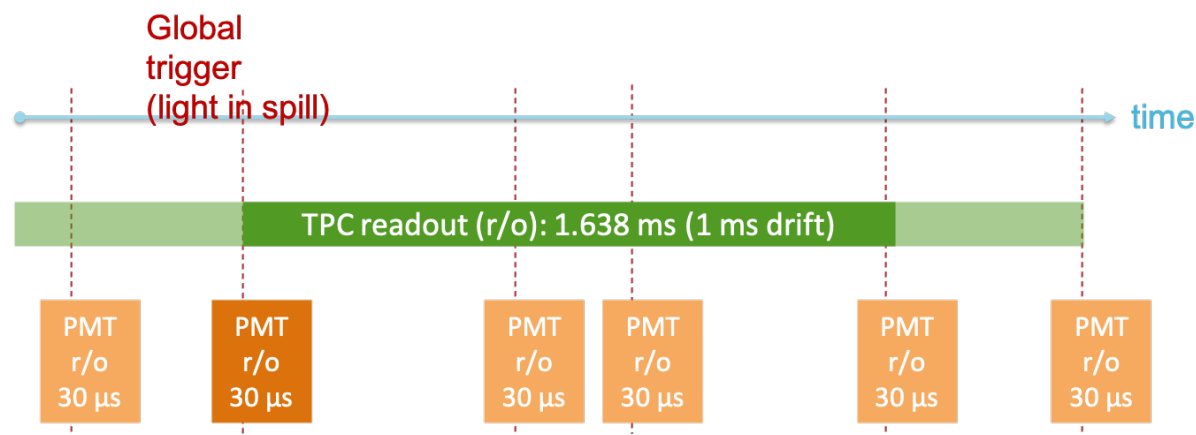 Global
trigger
(light in spill)
time
TPC readout (r/o): 1.638 ms (1 ms drift)
PMT
r/o
30 µs
PMT
r/o
30 µs
PMT
r/o
30 µs
PMT
r/o
30 µs
PMT
r/o
30 µs
PMT
r/o
30 µs